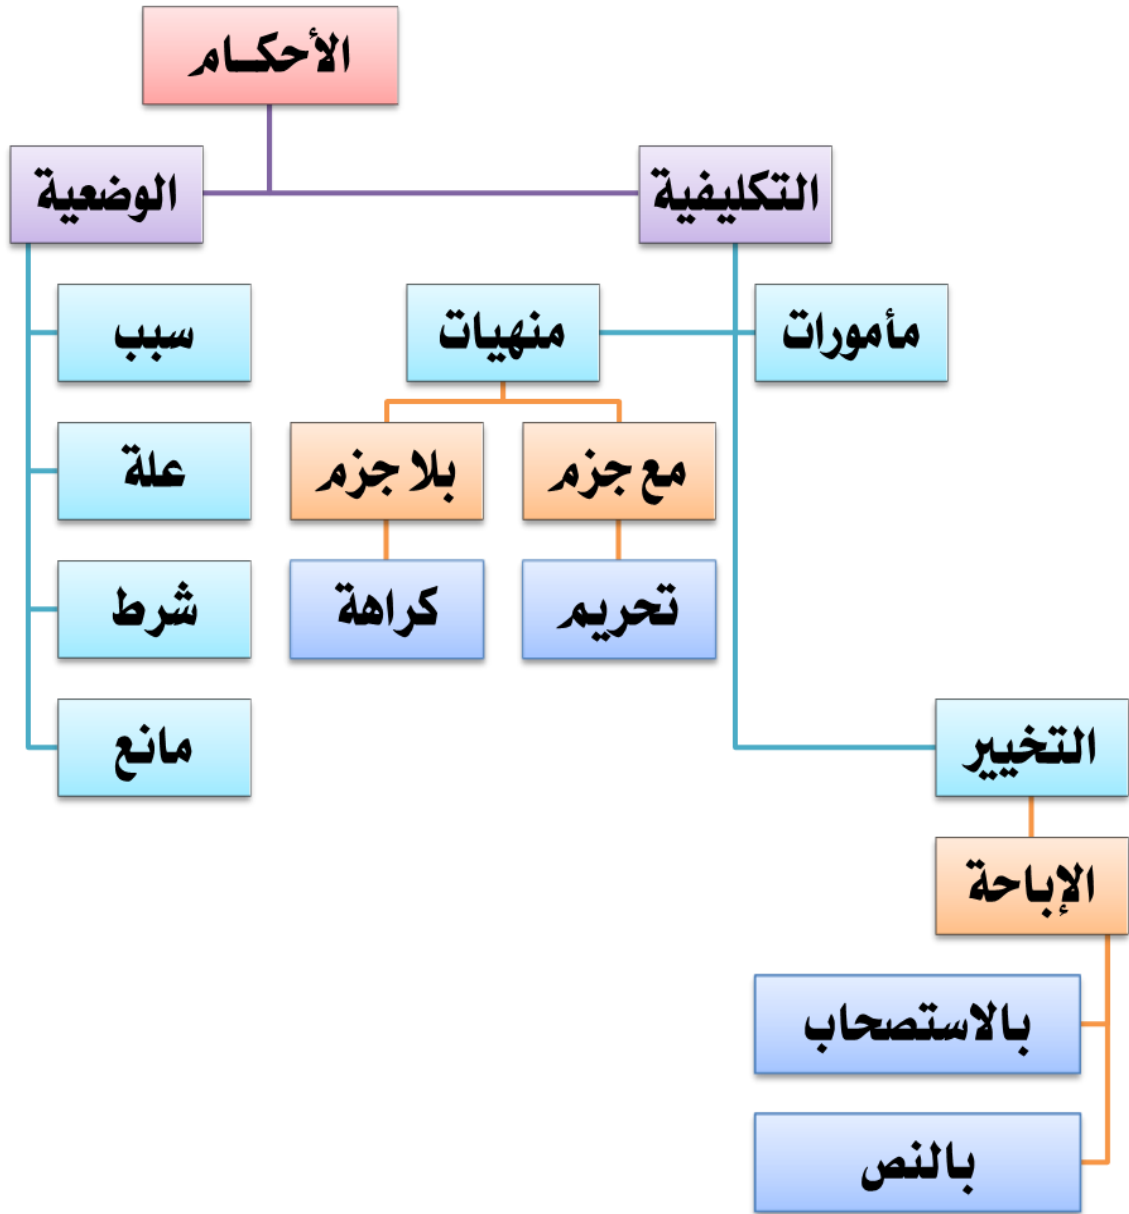 الأحكـام
التكليفية
الوضعية
مأمورات
منهيات
سبب
مع جزم
بلا جزم
علة
تحريم
كراهة
شرط
التخيير
مانع
الإباحة
بالاستصحاب
بالنص